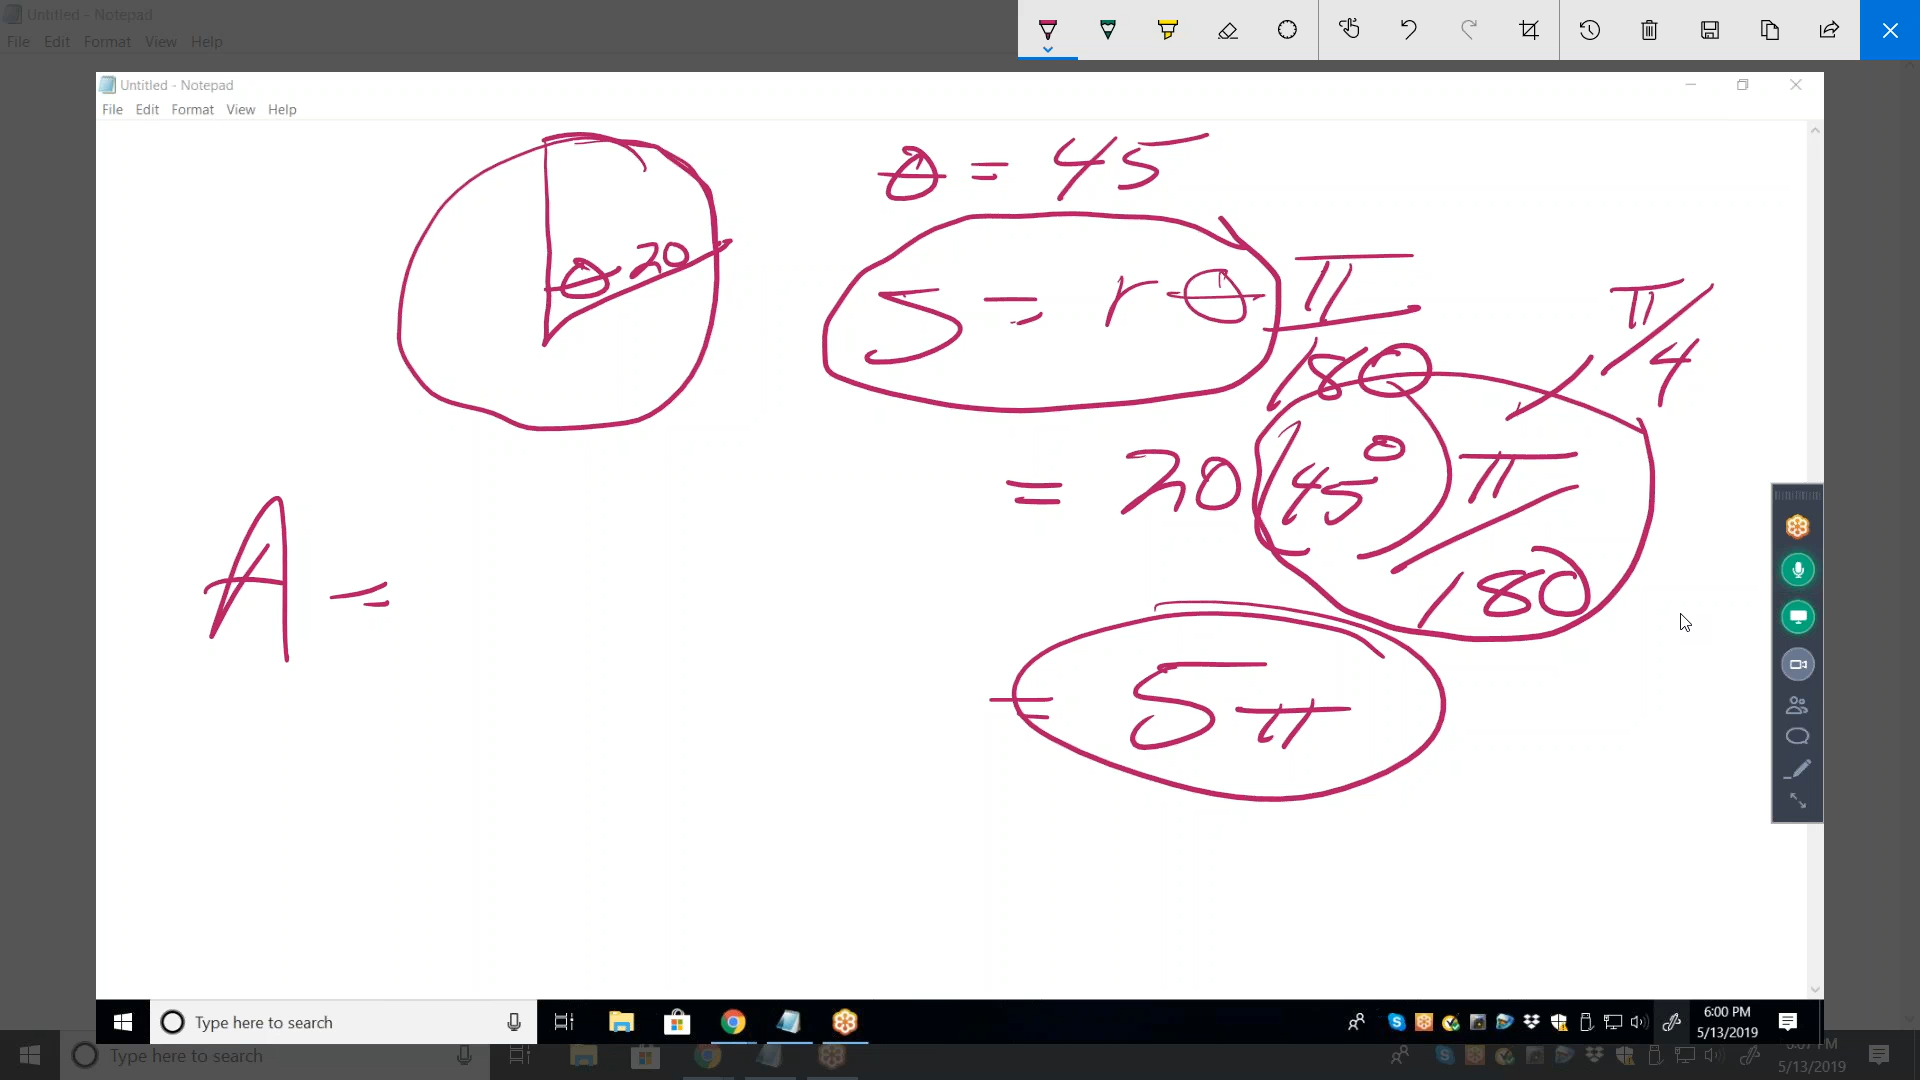 Untitled - Notepad
File Edit Format View Help
Untitled - Notepad
File Edit Format View Help
θ = 45
θ 20
S = rθ π/180
π/4
= 20(45° π/180
A =
= 5π
Type here to search
6:00 PM
5/13/2019
Type here to search
5/13/2019